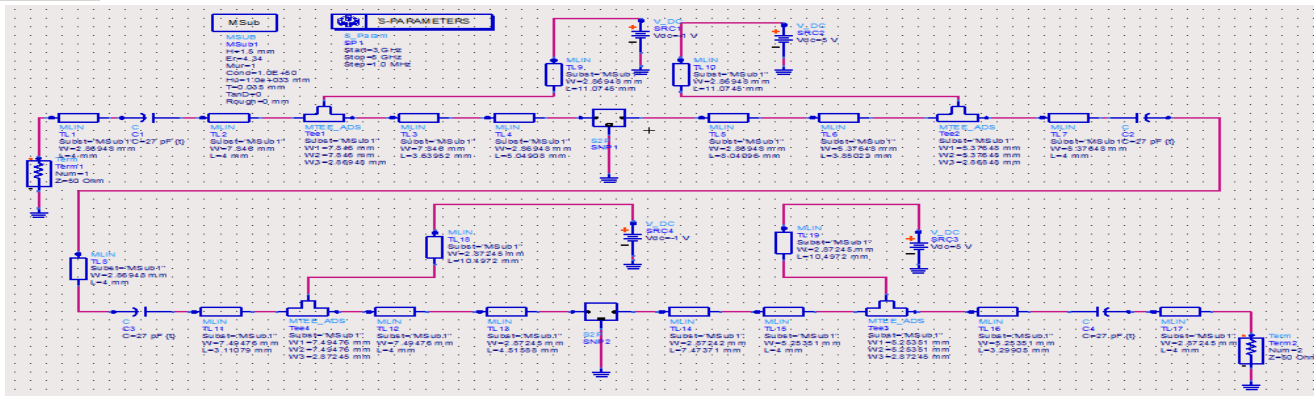 MSub
MSUB
MSub1
H=1.5 mm
Er=4.34
Mur=1
Cond=1.0E+50
Hu=1.0e+033 mm
T=0.035 mm
TanD=0
Rough=0 mm
S-PARAMETERS
S_Param
SP1
Start=3 GHz
Stop=5 GHz
Step=1.0 MHz
V_DC
SRC1
V_DC
SRC2
Vdc=5 V
MLIN
TL9
Subst="MSub1"
W=2.86948 mm
L=11.0745 mm
MLIN
TL10
Subst="MSub1"
W=2.86948 mm
L=11.0745 mm
MLIN
TL1
Subst="MSub1"
W=2.86948 mm
L=4 mm
C
C1
C=27 pF {t}
MLIN
TL2
Subst="MSub1"
W=7.846 mm
L=4 mm
MTEE_ADS
Tee1
Subst="MSub1"
W1=7.846 mm
W2=7.846 mm
W3=2.86948 mm
MLIN
TL3
Subst="MSub1"
W=7.846 mm
L=3.63952 mm
MLIN
TL4
Subst="MSub1"
W=2.86948 mm
L=5.04908 mm
S2P
SNP1
MLIN
TL5
Subst="MSub1"
W=2.86948 mm
L=8.04096 mm
MLIN
TL6
Subst="MSub1"
W=5.37648 mm
L=3.85023 mm
MTEE_ADS
Tee2
Subst="MSub1"
W1=5.37648 mm
W2=5.37648 mm
W3=2.86948 mm
MLIN
TL7
Subst="MSub1"
W=5.37648 mm
L=4 mm
C
C2
C=27 pF {t}
Term
Term1
Num=1
Z=50 Ohm
MLIN
TL8
Subst="MSub1"
W=2.86948 mm
L=4 mm
MLIN
TL18
Subst="MSub1"
W=2.87245 mm
L=10.4972 mm
V_DC
SRC4
Vdc=-1 V
MLIN
TL19
Subst="MSub1"
W=2.87245 mm
L=10.4972 mm
V_DC
SRC3
Vdc=5 V
C
C3
C=27 pF {t}
MLIN
TL11
Subst="MSub1"
W=7.49476 mm
L=3.11079 mm
MTEE_ADS
Tee4
Subst="MSub1"
W1=7.49476 mm
W2=7.49476 mm
W3=2.87245 mm
MLIN
TL12
Subst="MSub1"
W=7.49476 mm
L=4 mm
MLIN
TL13
Subst="MSub1"
W=2.87245 mm
L=4.51588 mm
S2P
SNP2
MLIN
TL14
Subst="MSub1"
W=2.87242 mm
L=7.47371 mm
MLIN
TL15
Subst="MSub1"
W=5.25351 mm
L=4 mm
MTEE_ADS
Tee3
Subst="MSub1"
W1=5.25351 mm
W2=5.25351 mm
W3=2.87245 mm
MLIN
TL16
Subst="MSub1"
W=5.25351 mm
L=3.29905 mm
C
C4
C=27 pF {t}
MLIN
TL17
Subst="MSub1"
W=2.87245 mm
L=4 mm
Term
Term2
Num=2
Z=50 Ohm